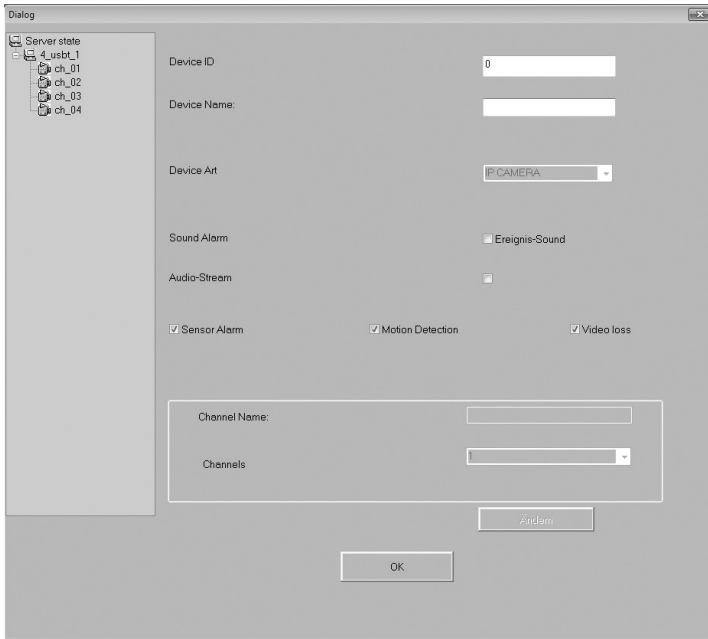 Dialog
Server state
4_usbt_1
ch_01
ch_02
ch_03
ch_04
Device ID
0
Device Name:
Device Art
IP CAMERA
Sound Alarm
Ereignis-Sound
Audio-Stream
Sensor Alarm
Motion Detection
Video loss
Channel Name:
Channels
1
Ändern
OK